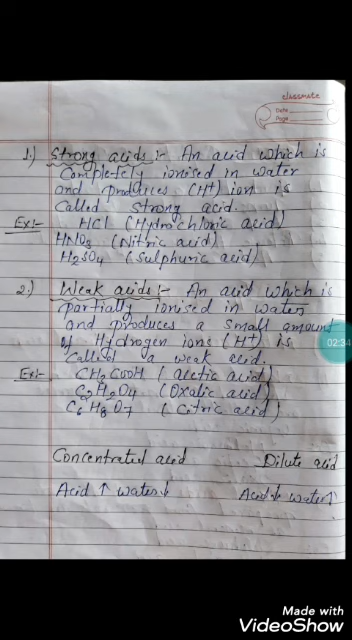 classmate
Date
Page
1.) Strong acids :- An acid which is
completely ionised in water
and produces (H+) ion is
called strong acid.
Ex:- HCl (Hydrochloric acid)
HNO3 (Nitric acid)
H2SO4 (Sulphuric acid)
2.) Weak acids :- An acid which is
partially ionised in water
and produces a small amount
of Hydrogen ions (H+) is
called a weak acid.
Ex:- CH3COOH (acetic acid)
C2H2O4 (Oxalic acid)
C6H8O7 (Citric acid)
02:34
Concentrated acid Dilute acid
Acid ↑ water↓ Acid↓ water↑
Made with
VideoShow